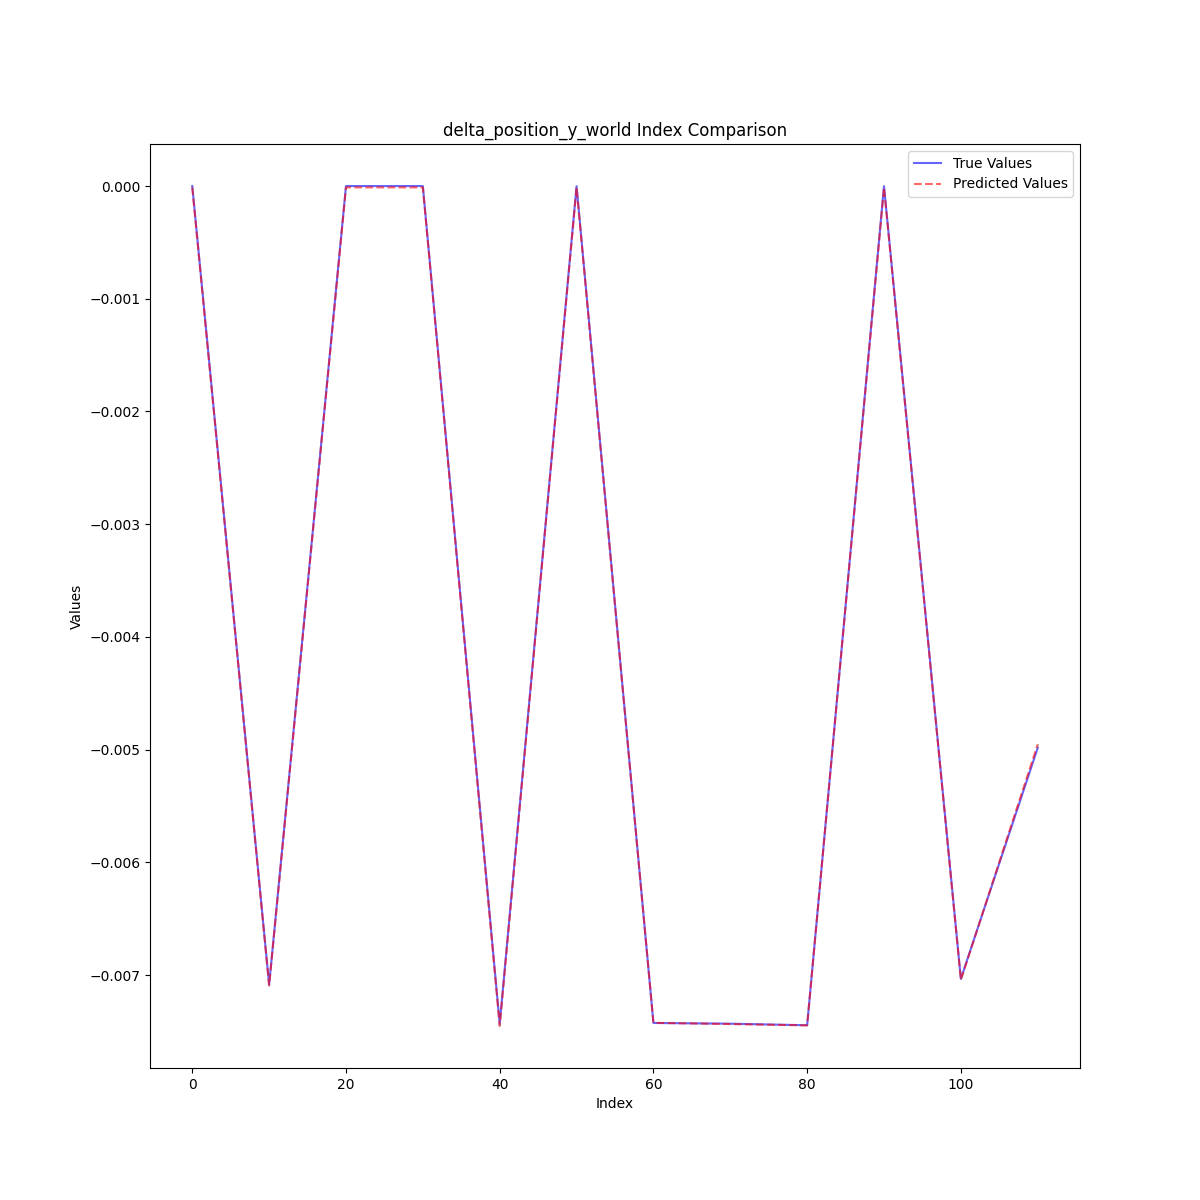 delta_position_y_world Index Comparison
True Values
Predicted Values
0.000
−0.001
−0.002
−0.003
−0.004
−0.005
−0.006
−0.007
Values
0 20 40 60 80 100
Index